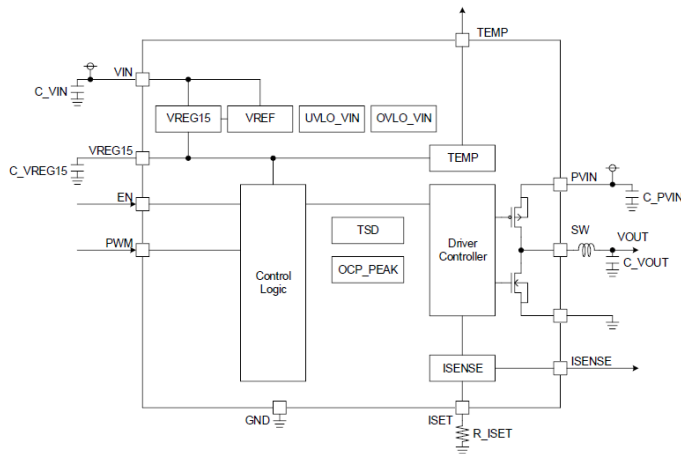 TEMP
VIN
C_VIN
VREG15
VREF
UVLO_VIN
OVLO_VIN
VREG15
TEMP
C_VREG15
PVIN
C_PVIN
EN
TSD
SW
VOUT
PWM
Driver
Controller
OCP_PEAK
Control
Logic
C_VOUT
ISENSE
ISENSE
GND
ISET
R_ISET